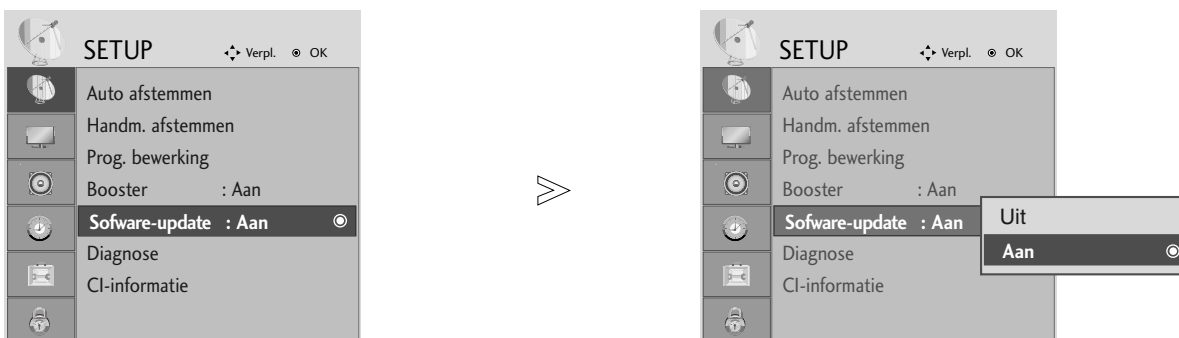 SETUP Verpl. OK
Auto afstemmen
Handm. afstemmen
Prog. bewerking
Booster : Aan
Sofware-update : Aan
Diagnose
CI-informatie
SETUP Verpl. OK
Auto afstemmen
Handm. afstemmen
Prog. bewerking
Booster : Aan
Sofware-update : Aan
Diagnose
CI-informatie
Uit
Aan